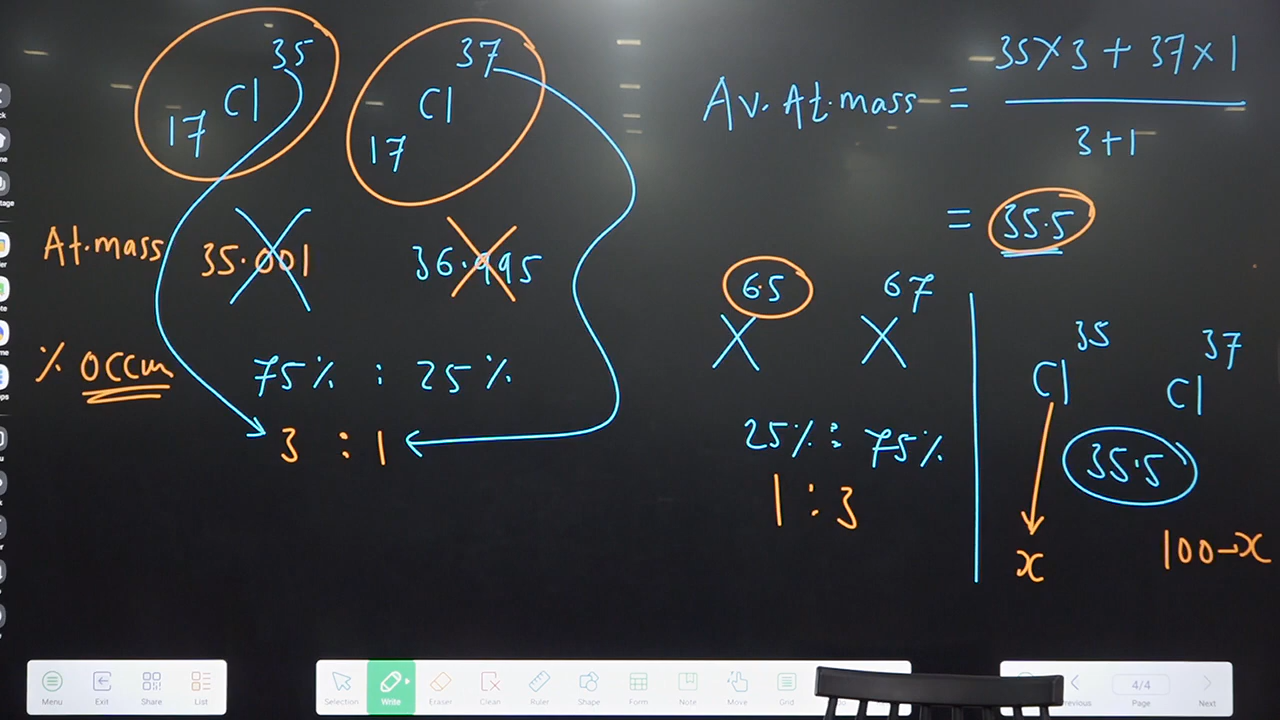 35 37
Cl Cl
17 17
At.mass 35.001 36.995
% occurr 75% : 25%
3 : 1
Av. At. mass = 35×3 + 37×1
3+1
= 35.5
65 67
X X
25% : 75%
1 : 3
35 37
Cl Cl
35.5
x 100-x
Menu Exit Share List
Selection Write Eraser Clean Ruler Shape Form Note Move Grid
4/4
Page Next